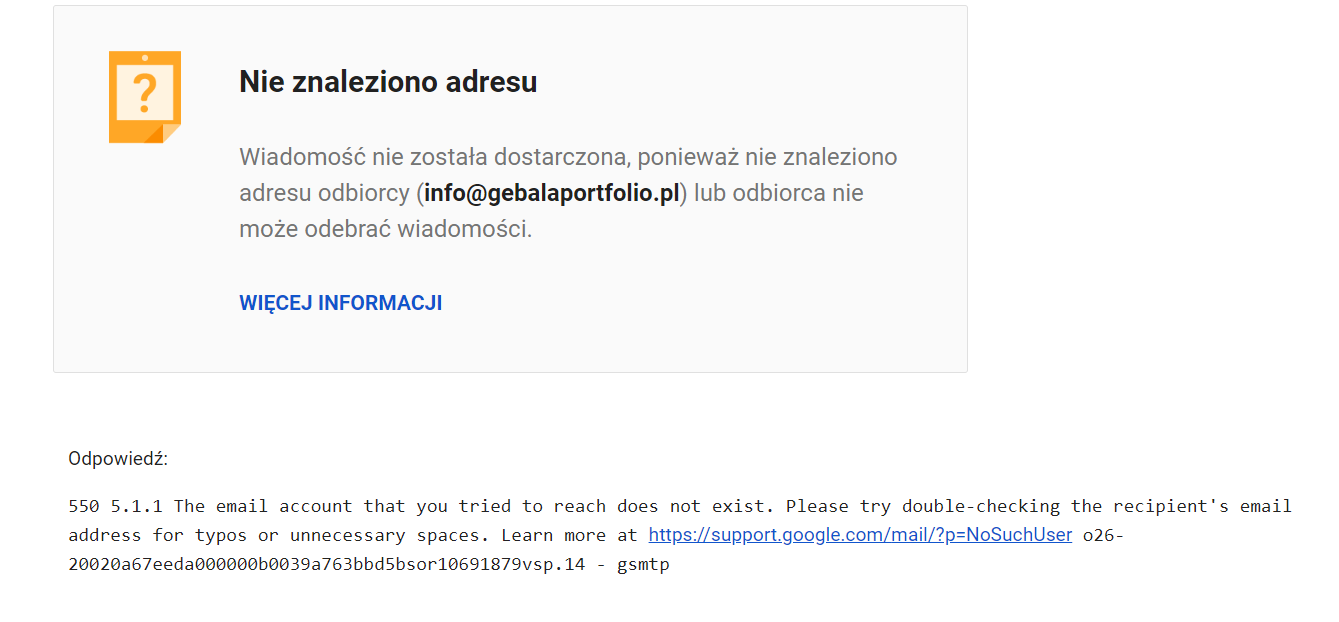 ?
Nie znaleziono adresu
Wiadomość nie została dostarczona, ponieważ nie znaleziono
adresu odbiorcy (info@gebalaportfolio.pl) lub odbiorca nie
może odebrać wiadomości.
WIĘCEJ INFORMACJI
Odpowiedź:
550 5.1.1 The email account that you tried to reach does not exist. Please try double-checking the recipient's email
address for typos or unnecessary spaces. Learn more at https://support.google.com/mail/?p=NoSuchUser o26-
20020a67eeda000000b0039a763bbd5bsor10691879vsp.14 - gsmtp